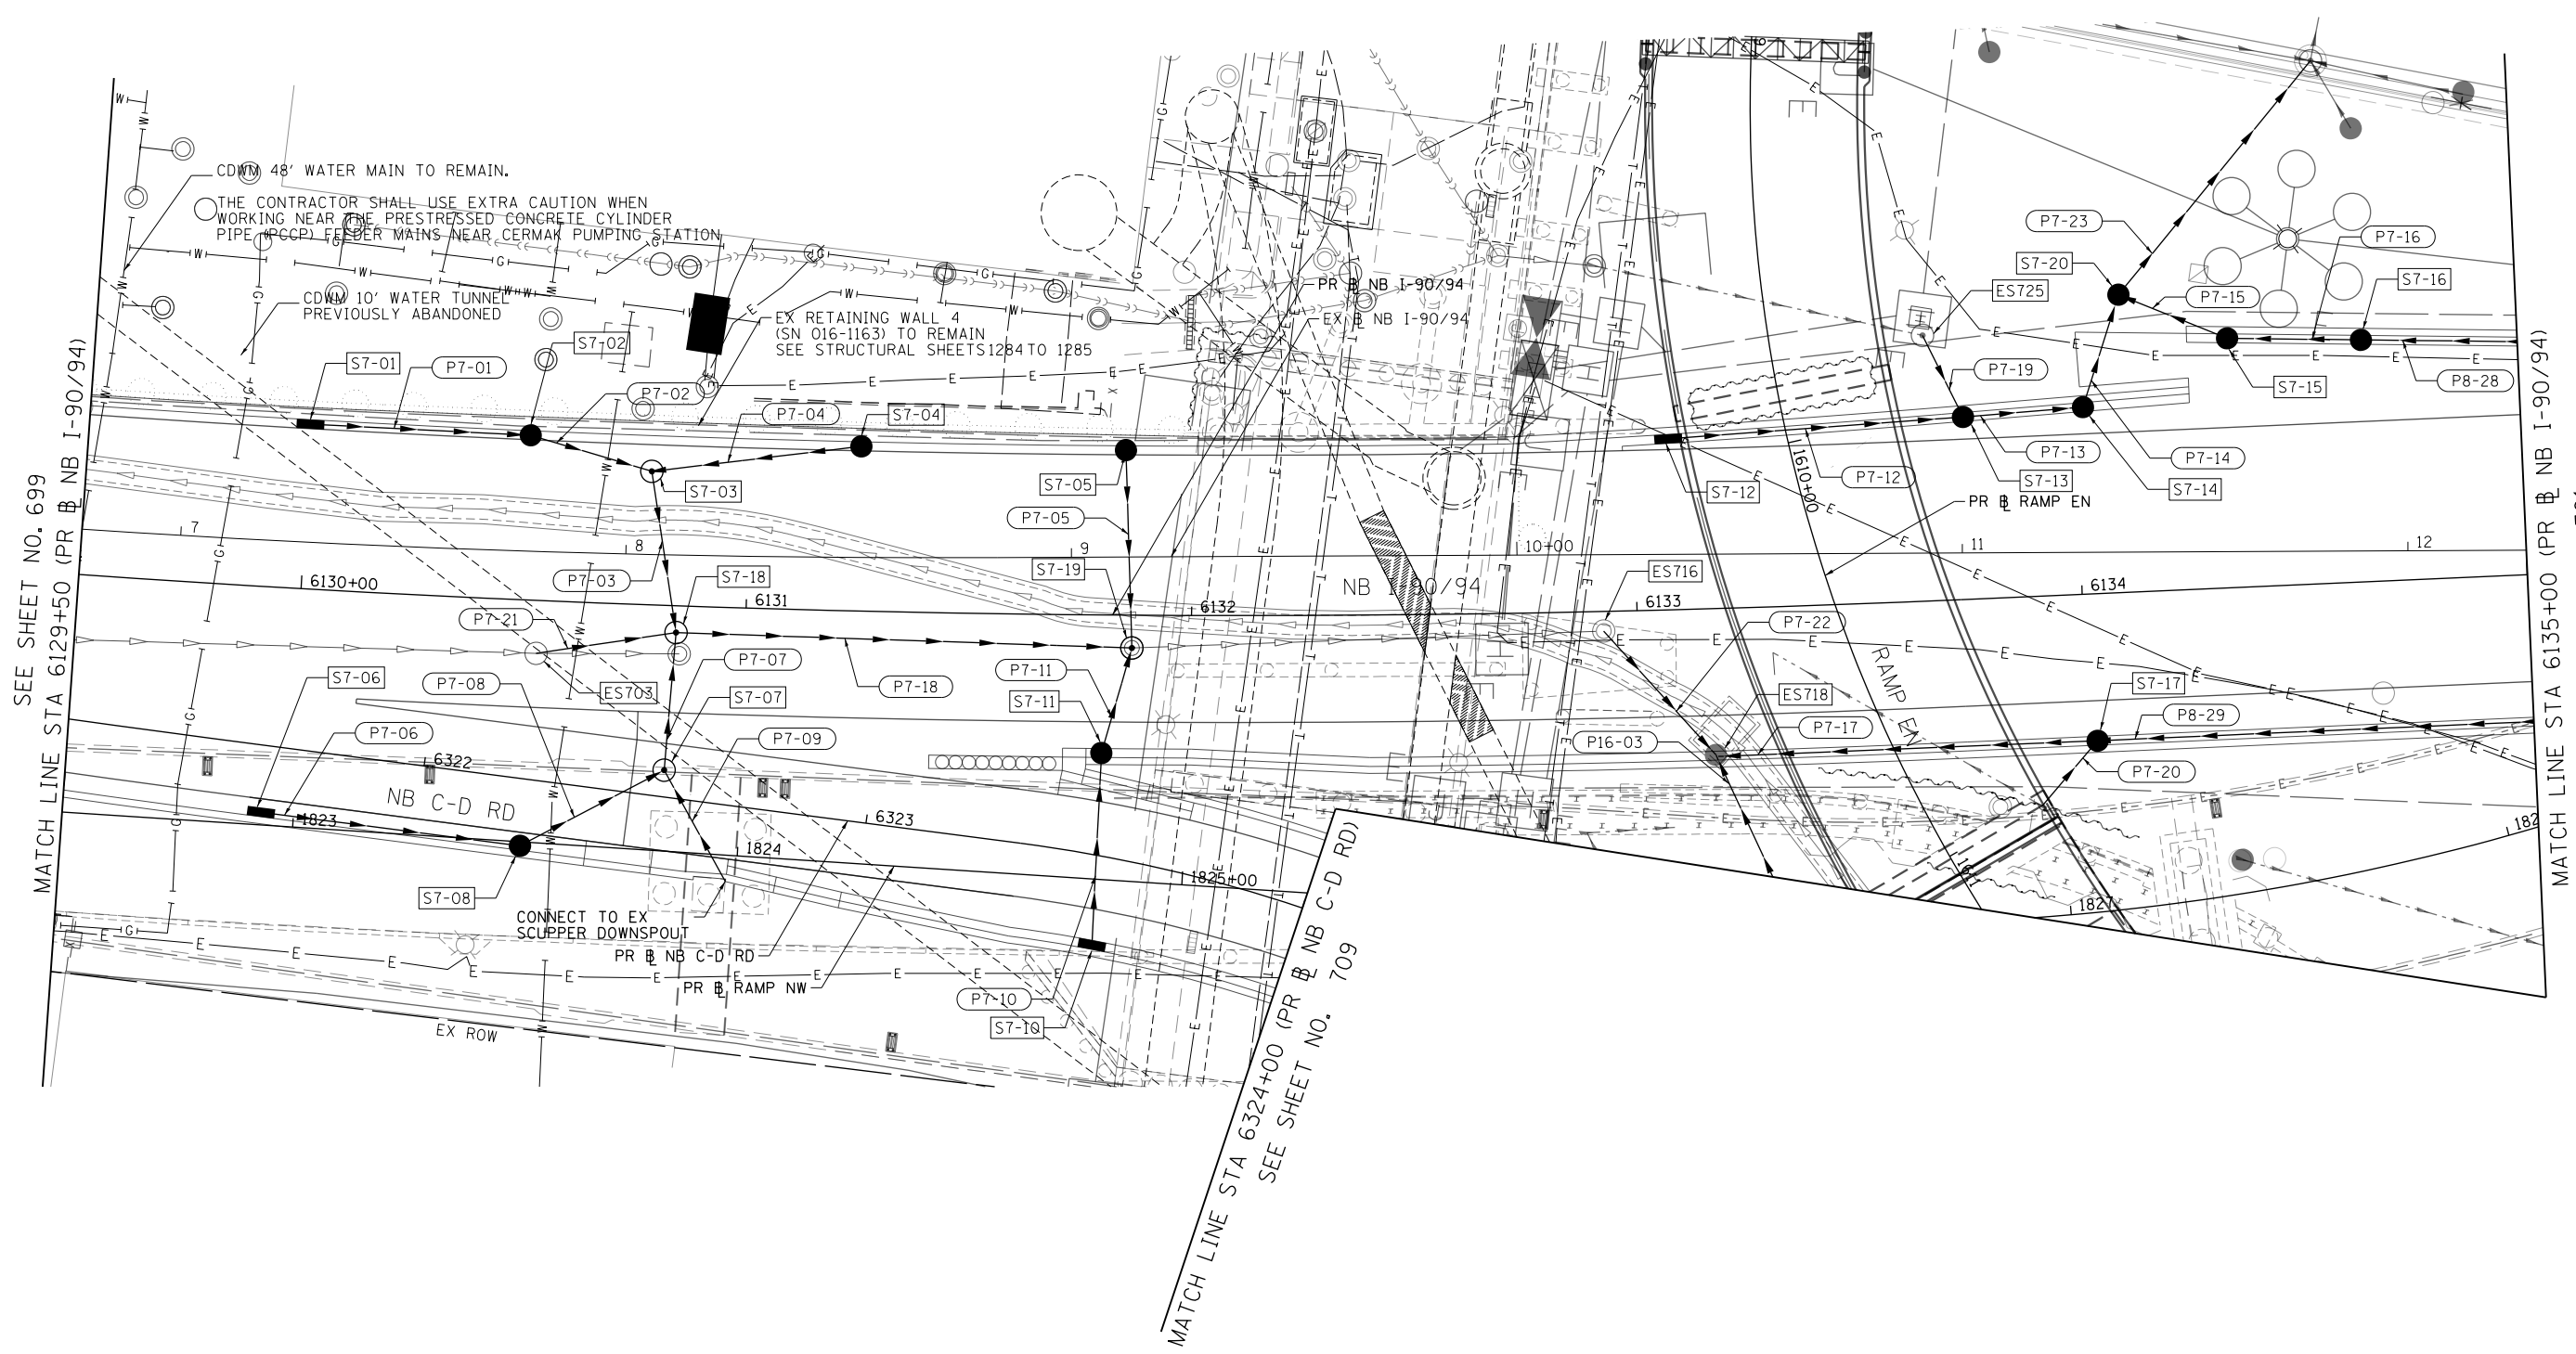 CDWM 48' WATER MAIN TO REMAIN.
THE CONTRACTOR SHALL USE EXTRA CAUTION WHEN
WORKING NEAR THE PRESTRESSED CONCRETE CYLINDER
PIPE (PCCP) FEEDER MAINS NEAR CERMAK PUMPING STATION
CDWM 10' WATER TUNNEL
PREVIOUSLY ABANDONED
EX RETAINING WALL 4
(SN 016-1163) TO REMAIN
SEE STRUCTURAL SHEETS 1284 TO 1285
PR BL NB I-90/94
EX BL NB I-90/94
S7-01
P7-01
S7-02
P7-02
P7-04
S7-04
S7-03
S7-05
P7-05
S7-19
P7-03
S7-18
P7-21
P7-07
S7-07
ES703
P7-18
P7-11
S7-11
S7-06
P7-06
P7-08
P7-09
S7-08
P7-10
S7-10
P7-23
S7-20
ES725
P7-16
S7-16
P7-15
S7-15
P8-28
P7-19
P7-13
P7-14
S7-13
S7-14
P7-12
S7-12
PR BL RAMP EN
ES716
P7-22
ES718
P7-17
P16-03
S7-17
P8-29
P7-20
7
8
9
10+00
11
12
6130+00
6131
6132
6133
6134
1610+00
NB I-90/94
RAMP EN
6322
6323
NB C-D RD
1823
1824
1825+00
1827
CONNECT TO EX
SCUPPER DOWNSPOUT
PR BL NB C-D RD
PR BL RAMP NW
EX ROW
SEE SHEET NO. 699
MATCH LINE STA 6129+50 (PR BL NB I-90/94)
MATCH LINE STA 6324+00 (PR BL NB C-D RD)
SEE SHEET NO. 709
MATCH LINE STA 6135+00 (PR BL NB I-90/94)